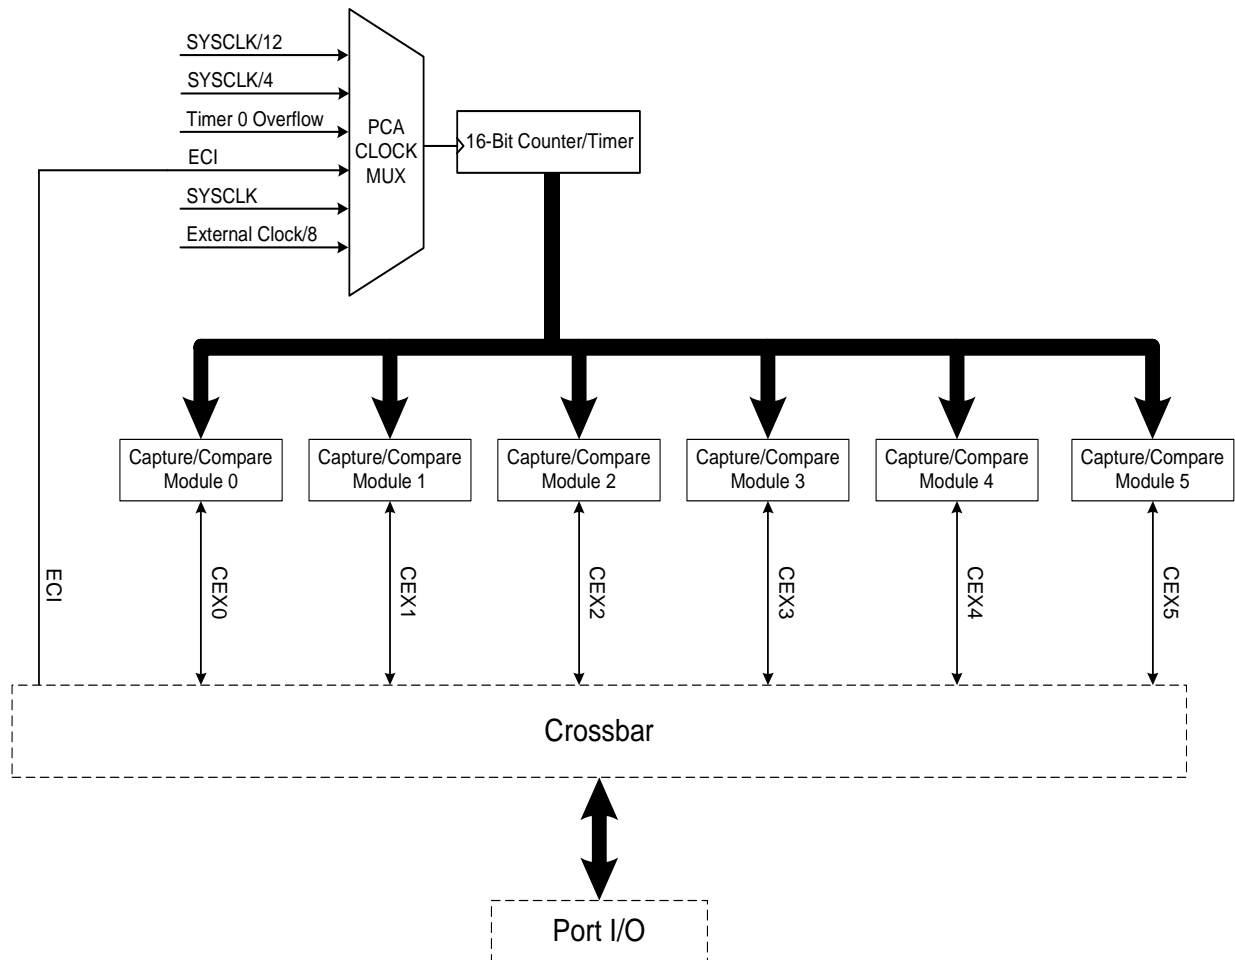 SYSCLK/12
SYSCLK/4
Timer 0 Overflow
ECI
SYSCLK
External Clock/8
PCA
CLOCK
MUX
16-Bit Counter/Timer
Capture/Compare
Module 0
Capture/Compare
Module 1
Capture/Compare
Module 2
Capture/Compare
Module 3
Capture/Compare
Module 4
Capture/Compare
Module 5
ECI
CEX0
CEX1
CEX2
CEX3
CEX4
CEX5
Crossbar
Port I/O